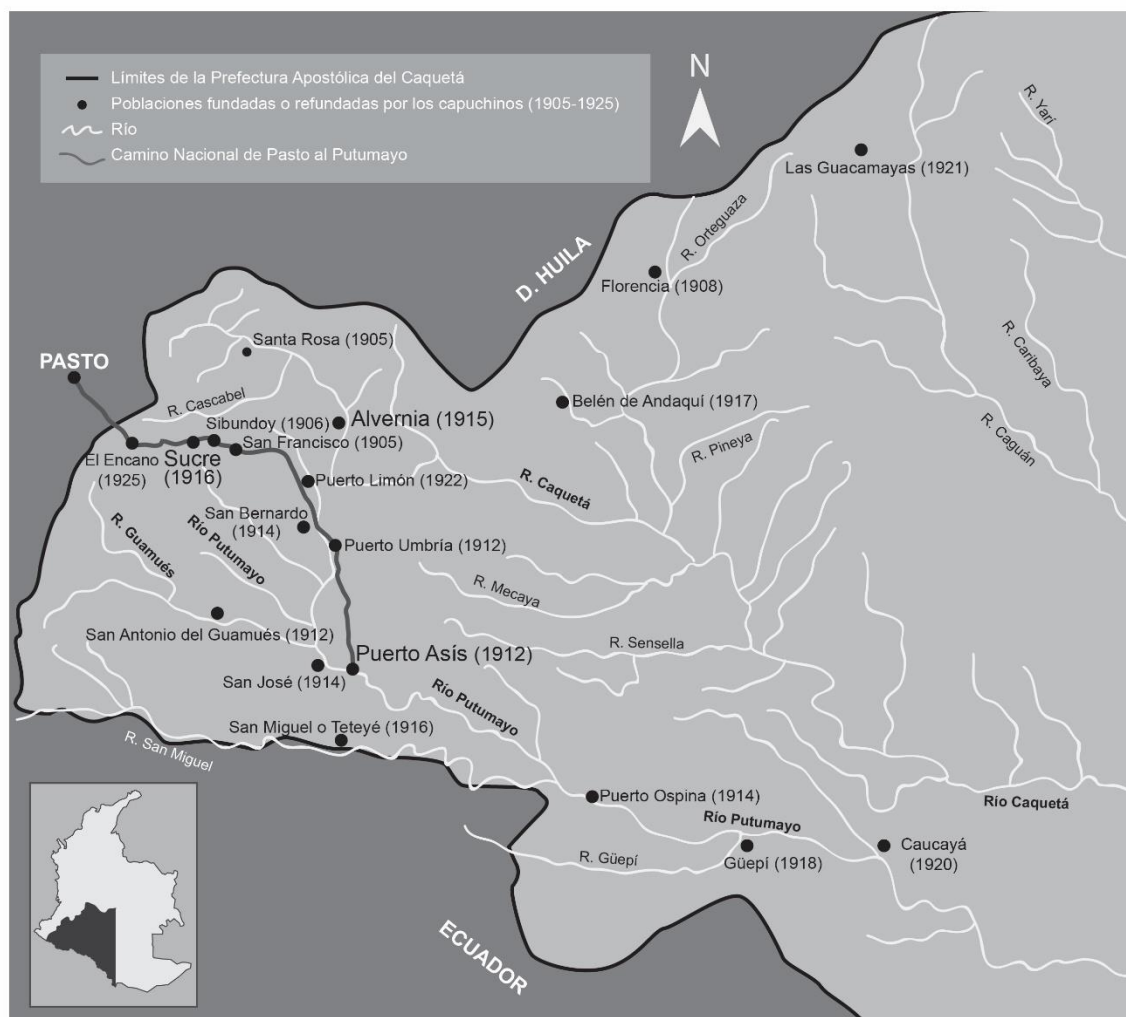 Límites de la Prefectura Apostólica del Caquetá
Poblaciones fundadas o refundadas por los capuchinos (1905-1925)
Río
Camino Nacional de Pasto al Putumayo
N
R. Yarí
Las Guacamayas (1921)
R. Orteguaza
D. HUILA
Florencia (1908)
Santa Rosa (1905)
PASTO
R. Caribaya
R. Cascabel
Belén de Andaquí (1917)
Alvernia (1915)
Sibundoy (1906)
San Francisco (1905)
R. Pineya
R. Caguán
El Encano
(1925)
Sucre
(1916)
Puerto Limón (1922)
R. Caquetá
San Bernardo
(1914)
R. Guamués
Río Putumayo
Puerto Umbría (1912)
R. Mecaya
San Antonio del Guamués (1912)
R. Sensella
Puerto Asís (1912)
San José (1914)
Río Putumayo
San Miguel o Teteyé (1916)
R. San Miguel
Puerto Ospina (1914)
Río Caquetá
Río Putumayo
R. Güepí
Güepí (1918)
Caucayá
(1920)
ECUADOR